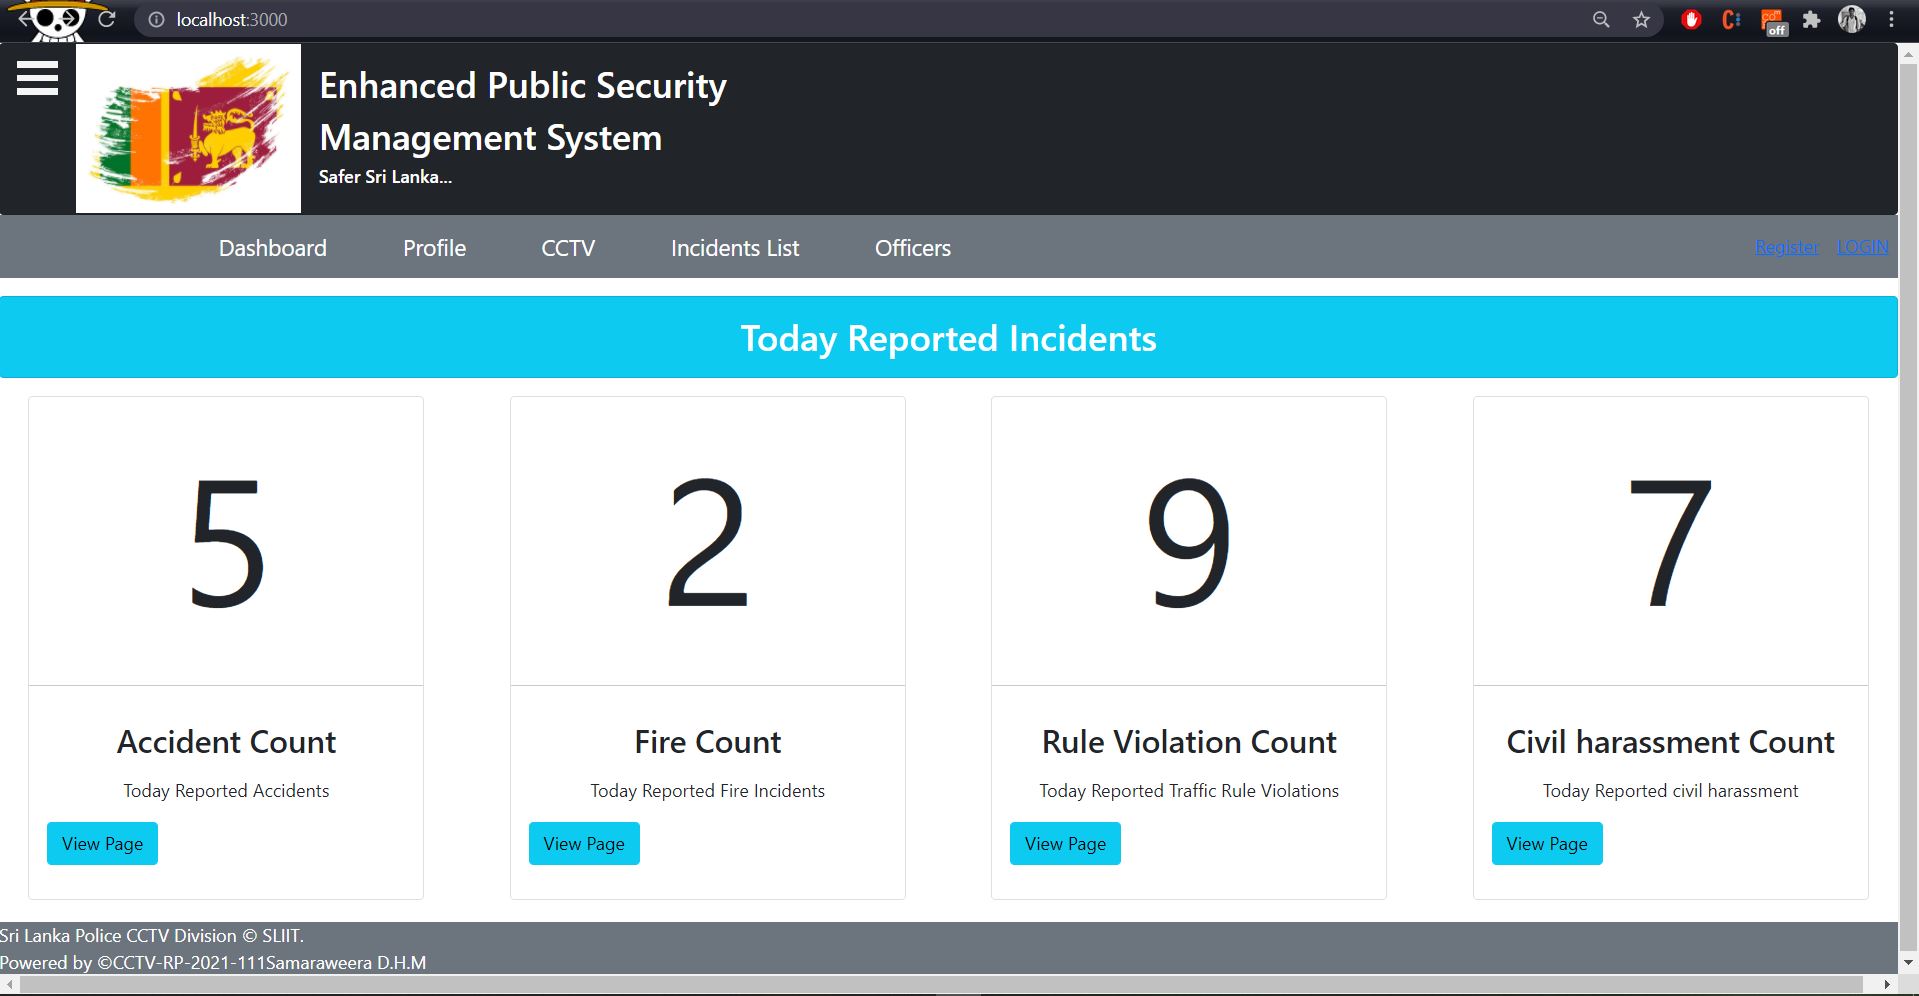 localhost:3000
off
Enhanced Public Security
Management System
Safer Sri Lanka...
Dashboard Profile CCTV Incidents List Officers Register LOGIN
Today Reported Incidents
5 2 9 7
Accident Count Fire Count Rule Violation Count Civil harassment Count
Today Reported Accidents Today Reported Fire Incidents Today Reported Traffic Rule Violations Today Reported civil harassment
View Page View Page View Page View Page
Sri Lanka Police CCTV Division © SLIIT.
Powered by ©CCTV-RP-2021-111Samaraweera D.H.M